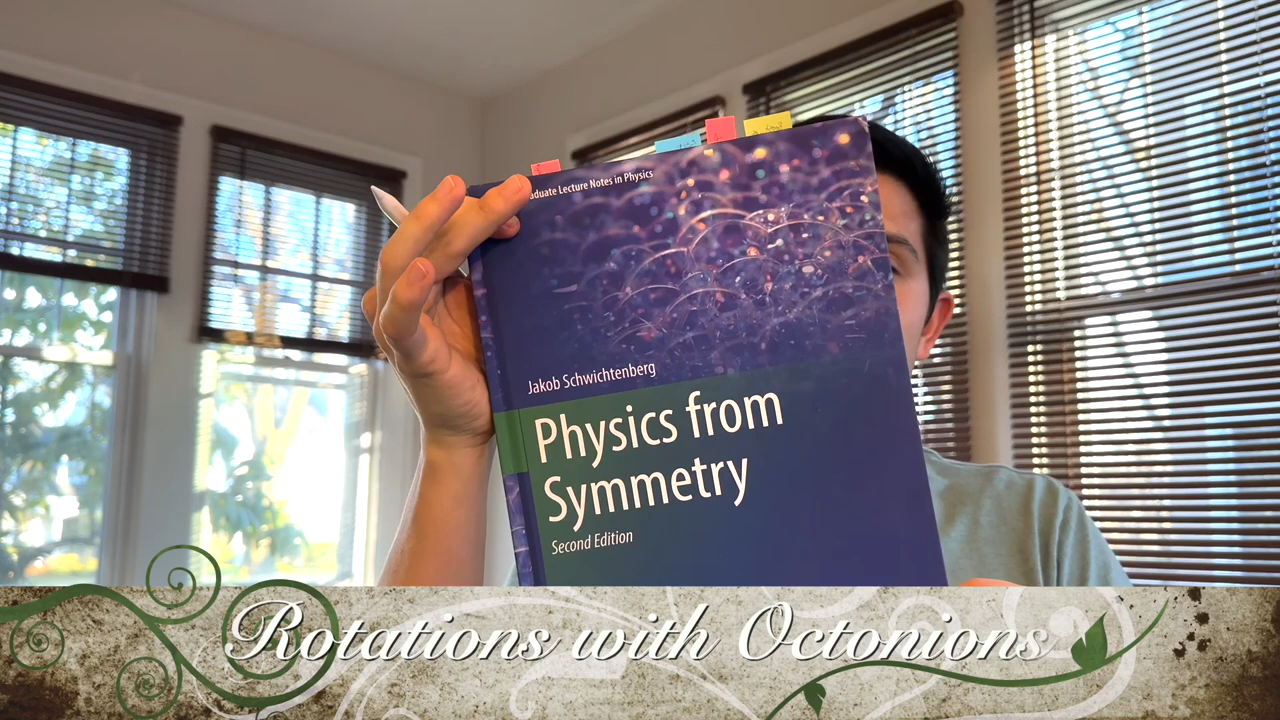 aduate Lecture Notes in Physics
Jakob Schwichtenberg
Physics from
Symmetry
Second Edition
Rotations with Octonions